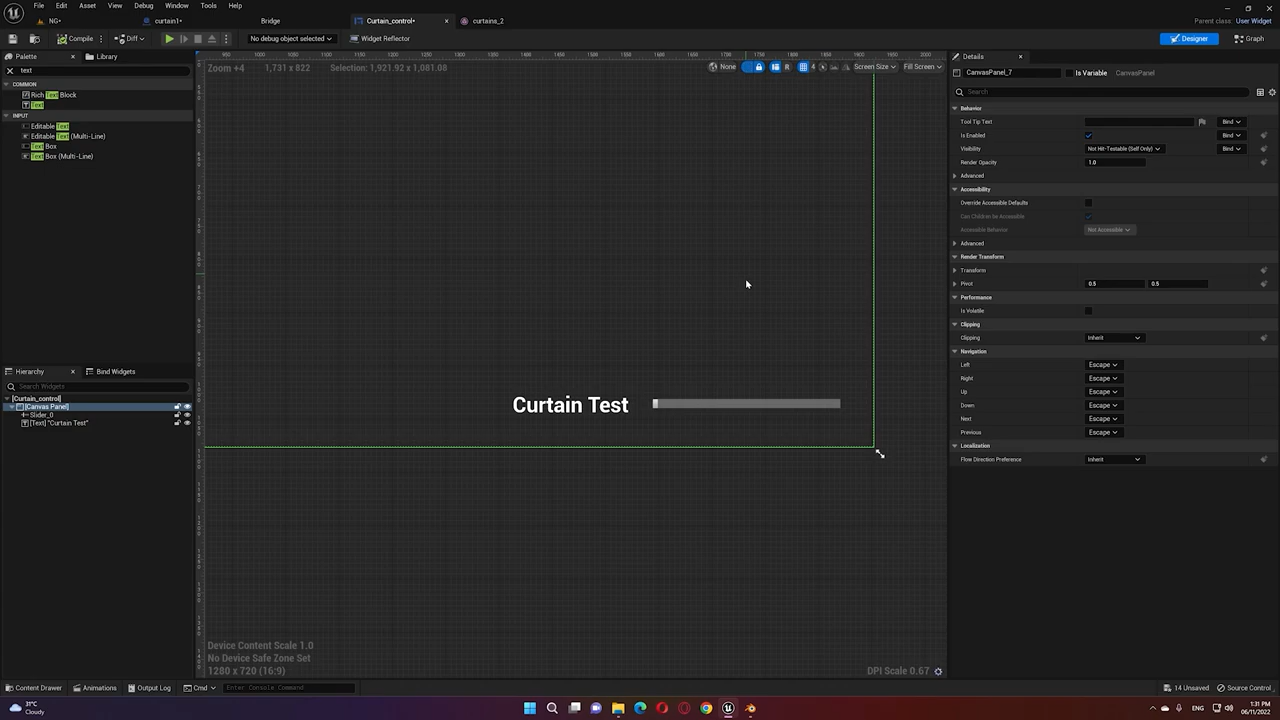 File Edit Asset View Debug Window Tools Help
NG• curtain1• Bridge Curtain_control• curtains_2 Parent class: User Widget
Compile Diff No debug object selected Widget Reflector Designer Graph
Palette Library Details
text
COMMON
Rich Text Block
Text
INPUT
Editable Text
Editable Text (Multi-Line)
Text Box
Text Box (Multi-Line)
Hierarchy Bind Widgets
Search Widgets
[Curtain_control]
[Canvas Panel]
Slider_0
[Text] "Curtain Test"
Zoom +4 1,731 x 822 Selection: 1,921.92 x 1,081.08
None R 4 Screen Size Fill Screen
Curtain Test
Device Content Scale 1.0
No Device Safe Zone Set
1280 x 720 (16:9)
DPI Scale 0.67
CanvasPanel_7 Is Variable CanvasPanel
Search
Behavior
Tool Tip Text Bind
Is Enabled Bind
Visibility Not Hit-Testable (Self Only) Bind
Render Opacity 1.0
Advanced
Accessibility
Override Accessible Defaults
Can Children be Accessible
Accessible Behavior Not Accessible
Advanced
Render Transform
Transform
Pivot 0.5 0.5
Performance
Is Volatile
Clipping
Clipping Inherit
Navigation
Left Escape
Right Escape
Up Escape
Down Escape
Next Escape
Previous Escape
Localization
Flow Direction Preference Inherit
Content Drawer Animations Output Log Cmd Enter Console Command 14 Unsaved Source Control
31°C
Cloudy
1:31 PM
06/11/2022